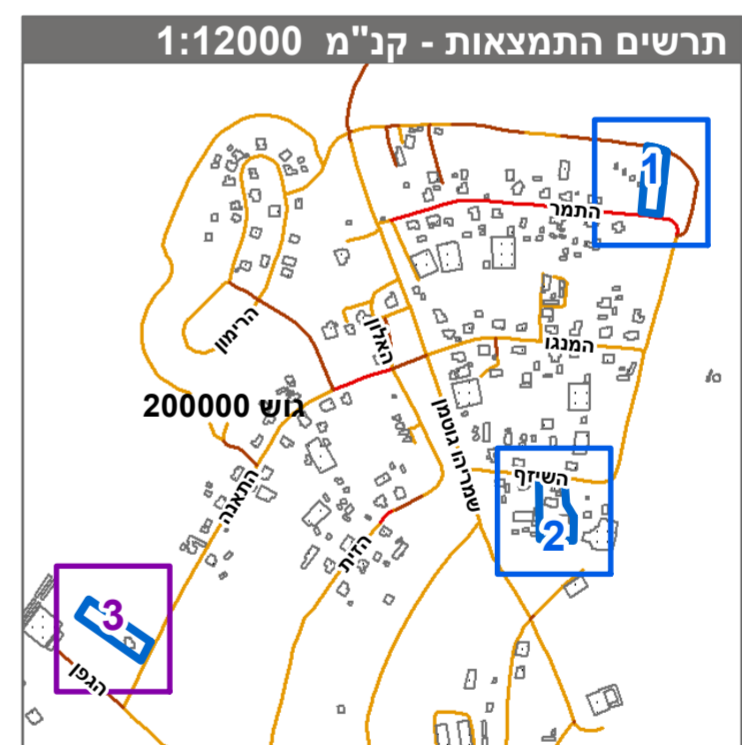 תרשים התמצאות - קנ"מ 1:12000
1
התמר
הרימון
האלון
המנגו
גוש 200000
שמריהו גוטמן
התאנה
השיזף
2
הזית
3
הגפן